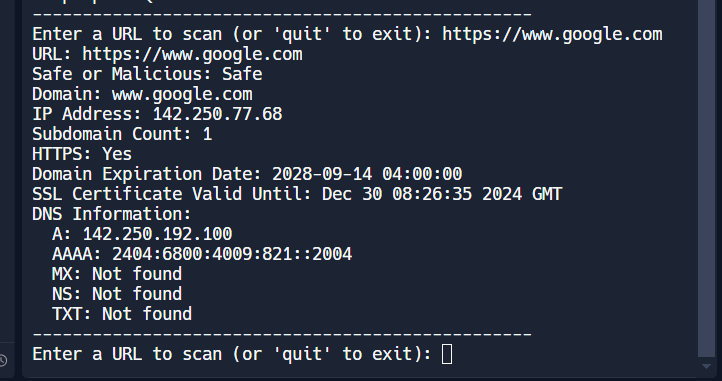 --------------------------------------------------
Enter a URL to scan (or 'quit' to exit): https://www.google.com
URL: https://www.google.com
Safe or Malicious: Safe
Domain: www.google.com
IP Address: 142.250.77.68
Subdomain Count: 1
HTTPS: Yes
Domain Expiration Date: 2028-09-14 04:00:00
SSL Certificate Valid Until: Dec 30 08:26:35 2024 GMT
DNS Information:
  A: 142.250.192.100
  AAAA: 2404:6800:4009:821::2004
  MX: Not found
  NS: Not found
  TXT: Not found
--------------------------------------------------
Enter a URL to scan (or 'quit' to exit):